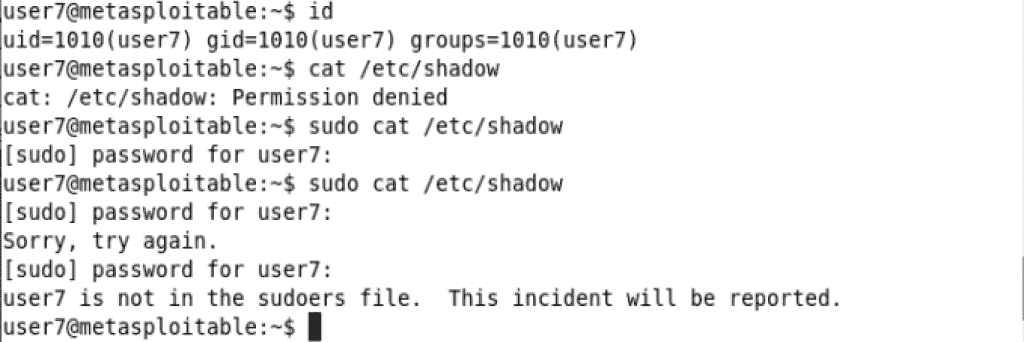 user7@metasploitable:~$ id
uid=1010(user7) gid=1010(user7) groups=1010(user7)
user7@metasploitable:~$ cat /etc/shadow
cat: /etc/shadow: Permission denied
user7@metasploitable:~$ sudo cat /etc/shadow
[sudo] password for user7:
user7@metasploitable:~$ sudo cat /etc/shadow
[sudo] password for user7:
Sorry, try again.
[sudo] password for user7:
user7 is not in the sudoers file.  This incident will be reported.
user7@metasploitable:~$